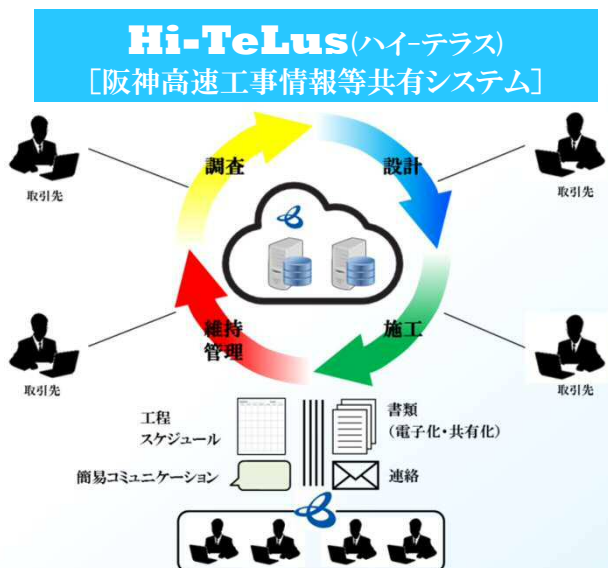 Hi-TeLus(ハイ-テラス)
[阪神高速工事情報等共有システム]
調査
設計
取引先
取引先
維持
管理
施工
取引先
取引先
工程
スケジュール
書類
(電子化・共有化)
簡易コミュニケーション
連絡